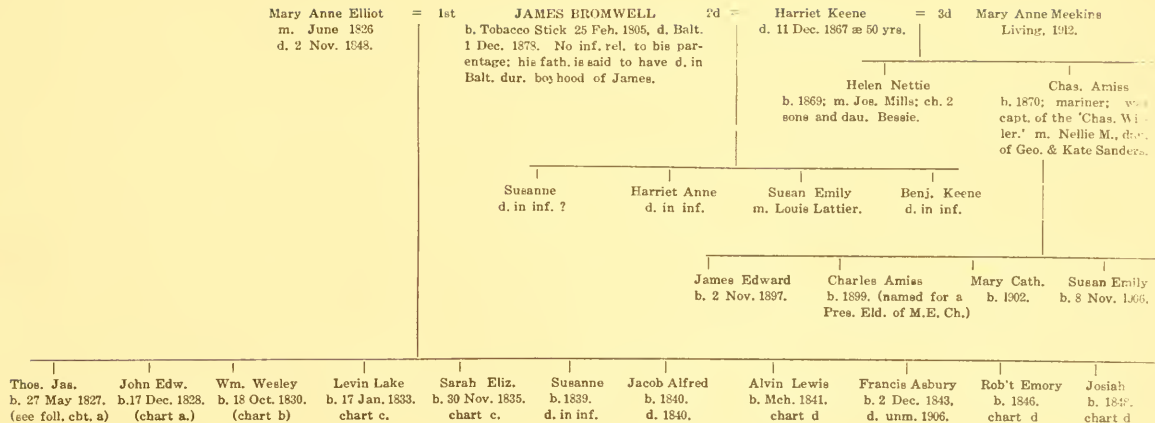 Mary Anne Elliot = 1st JAMES BROMWELL 2d = Harriet Keene = 3d Mary Anne Meekins
m. June 1826
d. 2 Nov. 1848.
b. Tobacco Stick 25 Feb. 1805, d. Balt.
1 Dec. 1878. No inf. rel. to his par-
entage; his fath. is said to have d. in
Balt. dur. boyhood of James.
d. 11 Dec. 1867 æ 50 yrs.
Living, 1912.
Helen Nettie
b. 1869; m. Jos. Mills; ch. 2
sons and dau. Bessie.
Chas. Amiss
b. 1870; mariner;
capt. of the 'Chas.
ler.' m. Nellie M.,
of Geo. & Kate Sanders.
Susanne
d. in inf. ?
Harriet Anne
d. in inf.
Susan Emily
m. Louis Lattier.
Benj. Keene
d. in inf.
James Edward
b. 2 Nov. 1897.
Charles Amiss
b. 1899. (named for a
Pres. Eld. of M.E. Ch.)
Mary Cath.
b. 1902.
Susan Emily
b. 8 Nov. 1906.
Thos. Jas.
b. 27 May 1827.
(see foll. cht. a)
John Edw.
b.17 Dec. 1828.
(chart a.)
Wm. Wesley
b. 18 Oct. 1830.
(chart b)
Levin Lake
b. 17 Jan. 1833.
chart c.
Sarah Eliz.
b. 30 Nov. 1835.
chart c.
Susanne
b. 1839.
d. in inf.
Jacob Alfred
b. 1840.
d. 1840.
Alvin Lewis
b. Mch. 1841.
chart d
Francis Asbury
b. 2 Dec. 1843,
d. unm. 1906.
Rob't Emory
b. 1846.
chart d
Josiah
b. 1848.
chart d